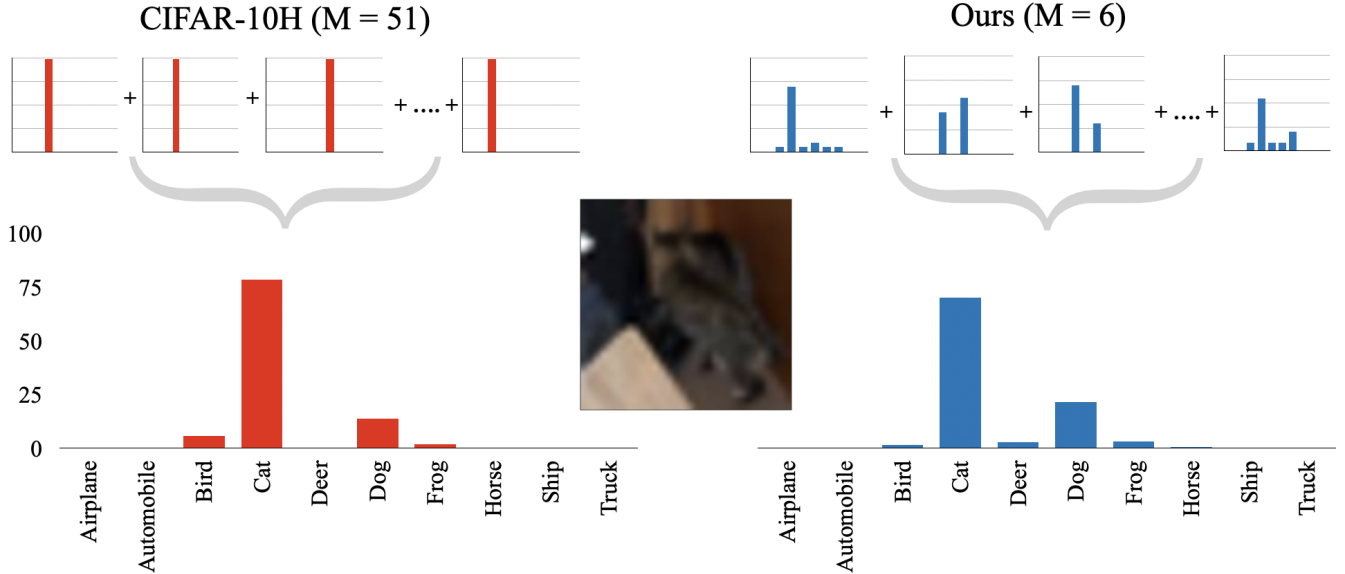 CIFAR-10H (M = 51)
+ + + .... +
100
75
50
25
0
Airplane
Automobile
Bird
Cat
Deer
Dog
Frog
Horse
Ship
Truck
Ours (M = 6)
+ + + .... +
Airplane
Automobile
Bird
Cat
Deer
Dog
Frog
Horse
Ship
Truck